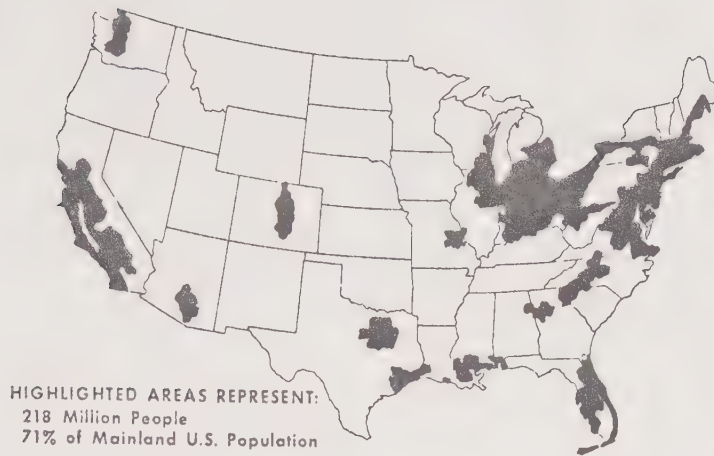 HIGHLIGHTED AREAS REPRESENT:
218 Million People
71% of Mainland U.S. Population